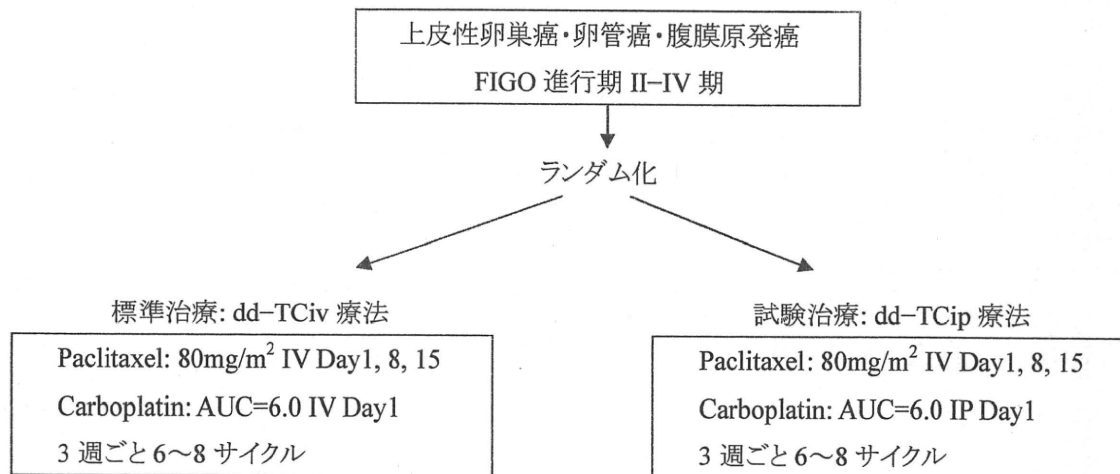 上皮性卵巣癌・卵管癌・腹膜原発癌
FIGO 進行期 II–IV 期
ランダム化
標準治療: dd–TCiv 療法
Paclitaxel: 80mg/m² IV Day1, 8, 15
Carboplatin: AUC=6.0 IV Day1
3 週ごと 6～8 サイクル
試験治療: dd–TCip 療法
Paclitaxel: 80mg/m² IV Day1, 8, 15
Carboplatin: AUC=6.0 IP Day1
3 週ごと 6～8 サイクル